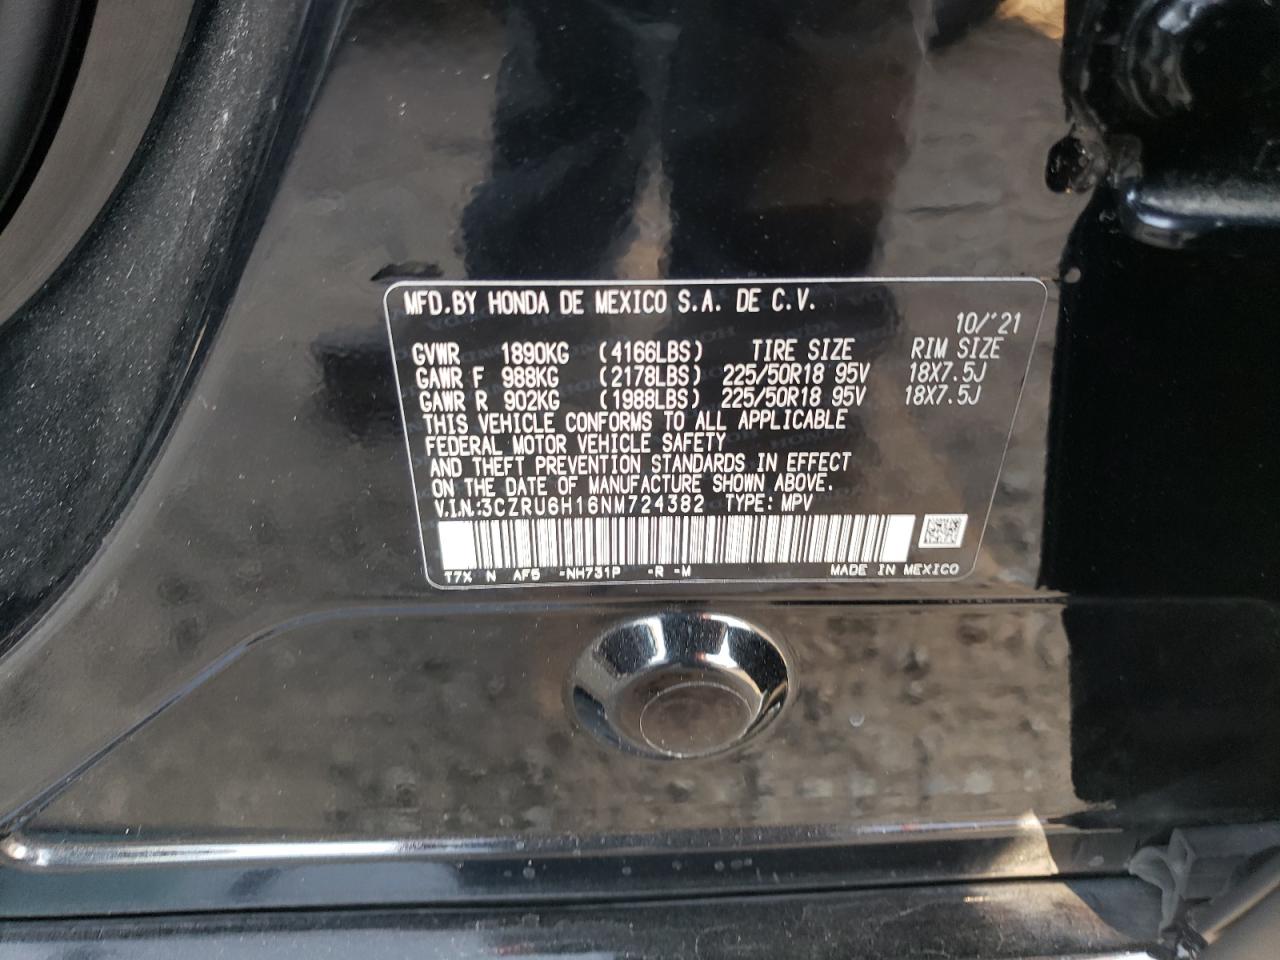 MFD.BY HONDA DE MEXICO S.A. DE C.V.
10/'21
GVWR 1890KG (4166LBS) TIRE SIZE RIM SIZE
GAWR F 988KG (2178LBS) 225/50R18 95V 18X7.5J
GAWR R 902KG (1988LBS) 225/50R18 95V 18X7.5J
THIS VEHICLE CONFORMS TO ALL APPLICABLE
FEDERAL MOTOR VEHICLE SAFETY
AND THEFT PREVENTION STANDARDS IN EFFECT
ON THE DATE OF MANUFACTURE SHOWN ABOVE.
V.I.N.:3CZRU6H16NM724382 TYPE: MPV
T7X N AF5 -NH731P -R -M MADE IN MEXICO